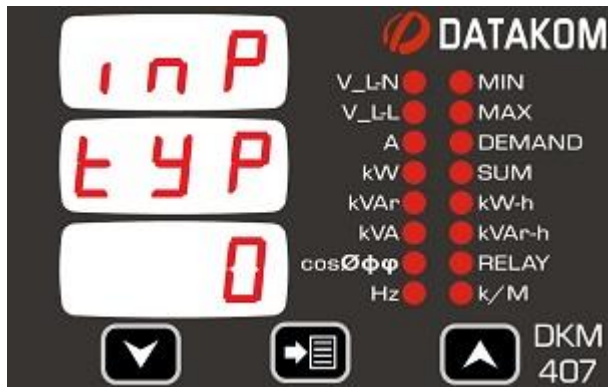 DATAKOM
inP
tYP
0
V_L-N MIN
V_L-L MAX
A DEMAND
kW SUM
kVAr kW-h
kVA kVAr-h
cosØφφ RELAY
Hz k/M
DKM
407